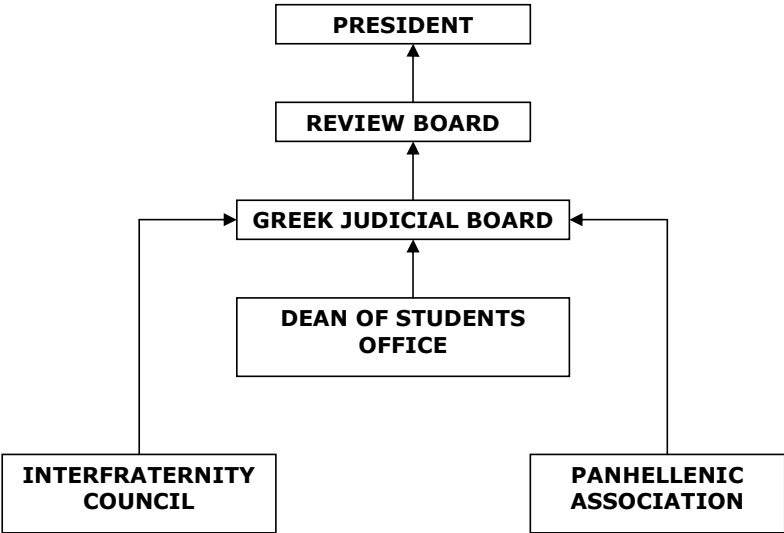 PRESIDENT
REVIEW BOARD
GREEK JUDICIAL BOARD
DEAN OF STUDENTS
OFFICE
INTERFRATERNITY
COUNCIL
PANHELLENIC
ASSOCIATION